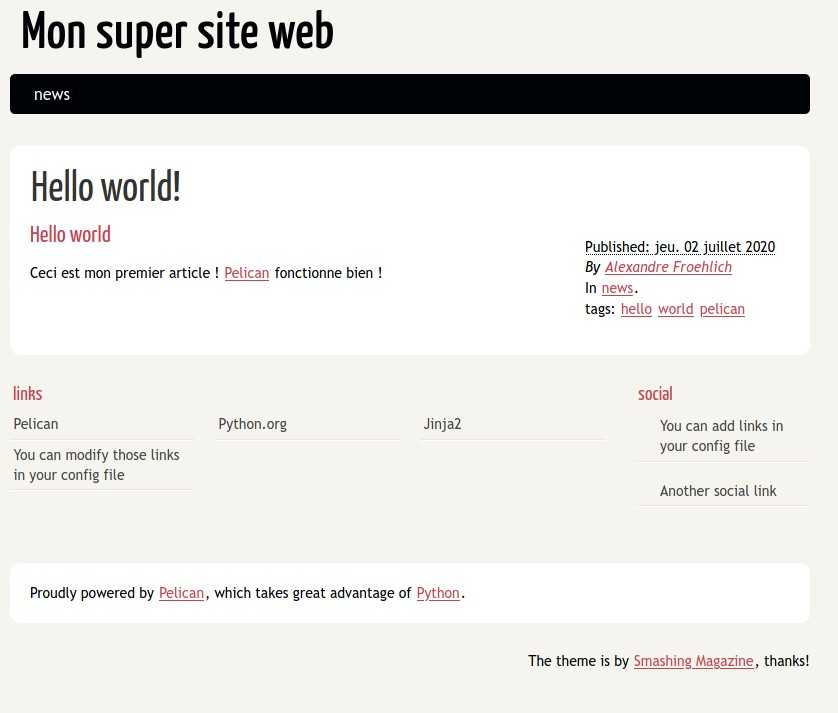 Mon super site web
news
Hello world!
Hello world
Ceci est mon premier article ! Pelican fonctionne bien !
Published: jeu. 02 juillet 2020
By Alexandre Froehlich
In news.
tags: hello world pelican
links
Pelican
Python.org
Jinja2
You can modify those links
in your config file
social
You can add links in
your config file
Another social link
Proudly powered by Pelican, which takes great advantage of Python.
The theme is by Smashing Magazine, thanks!